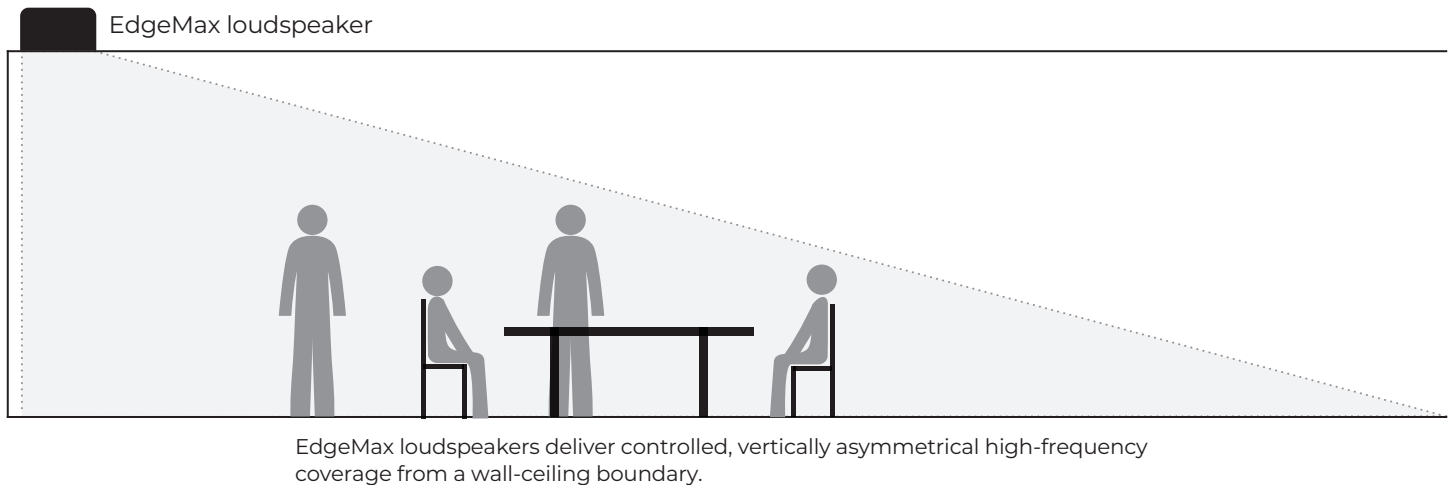 EdgeMax loudspeaker
EdgeMax loudspeakers deliver controlled, vertically asymmetrical high-frequency
coverage from a wall-ceiling boundary.